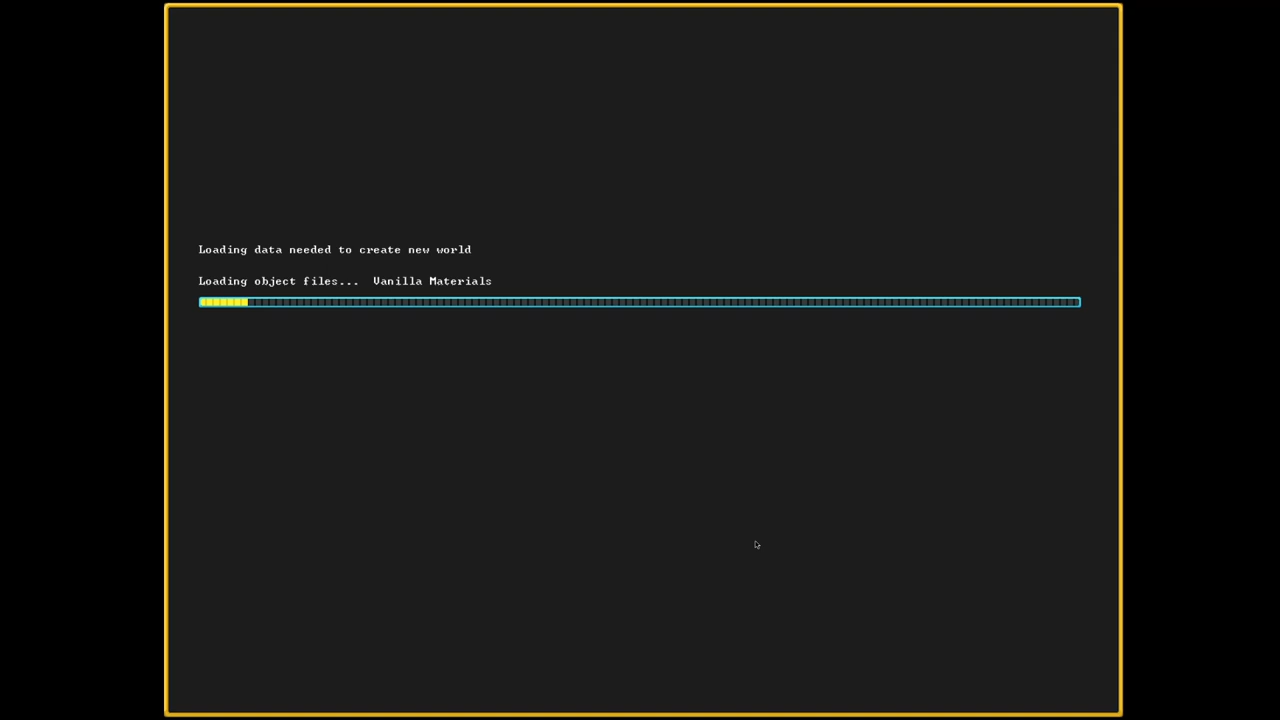 Loading data needed to create new world
Loading object files...  Vanilla Materials